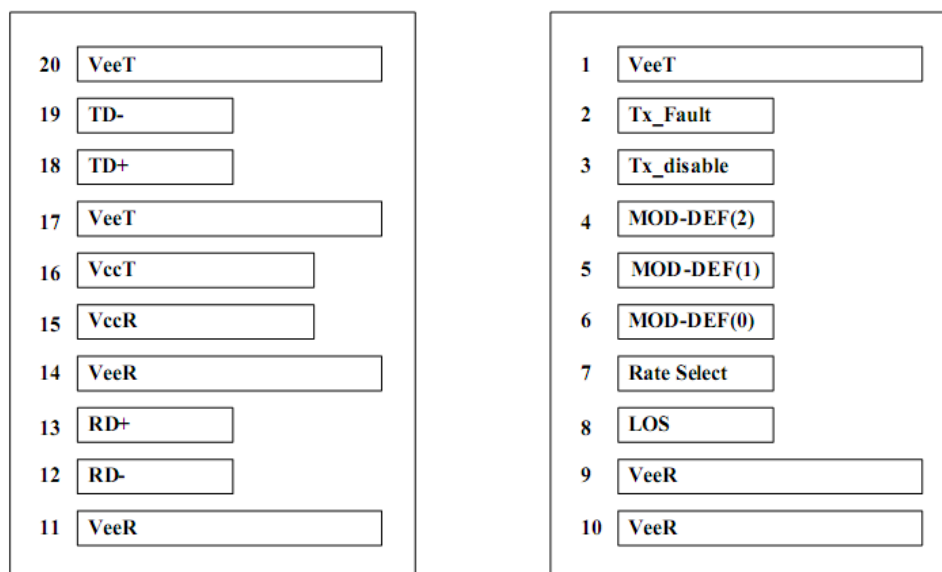 20 VeeT
19 TD-
18 TD+
17 VeeT
16 VccT
15 VccR
14 VeeR
13 RD+
12 RD-
11 VeeR
1 VeeT
2 Tx_Fault
3 Tx_disable
4 MOD-DEF(2)
5 MOD-DEF(1)
6 MOD-DEF(0)
7 Rate Select
8 LOS
9 VeeR
10 VeeR